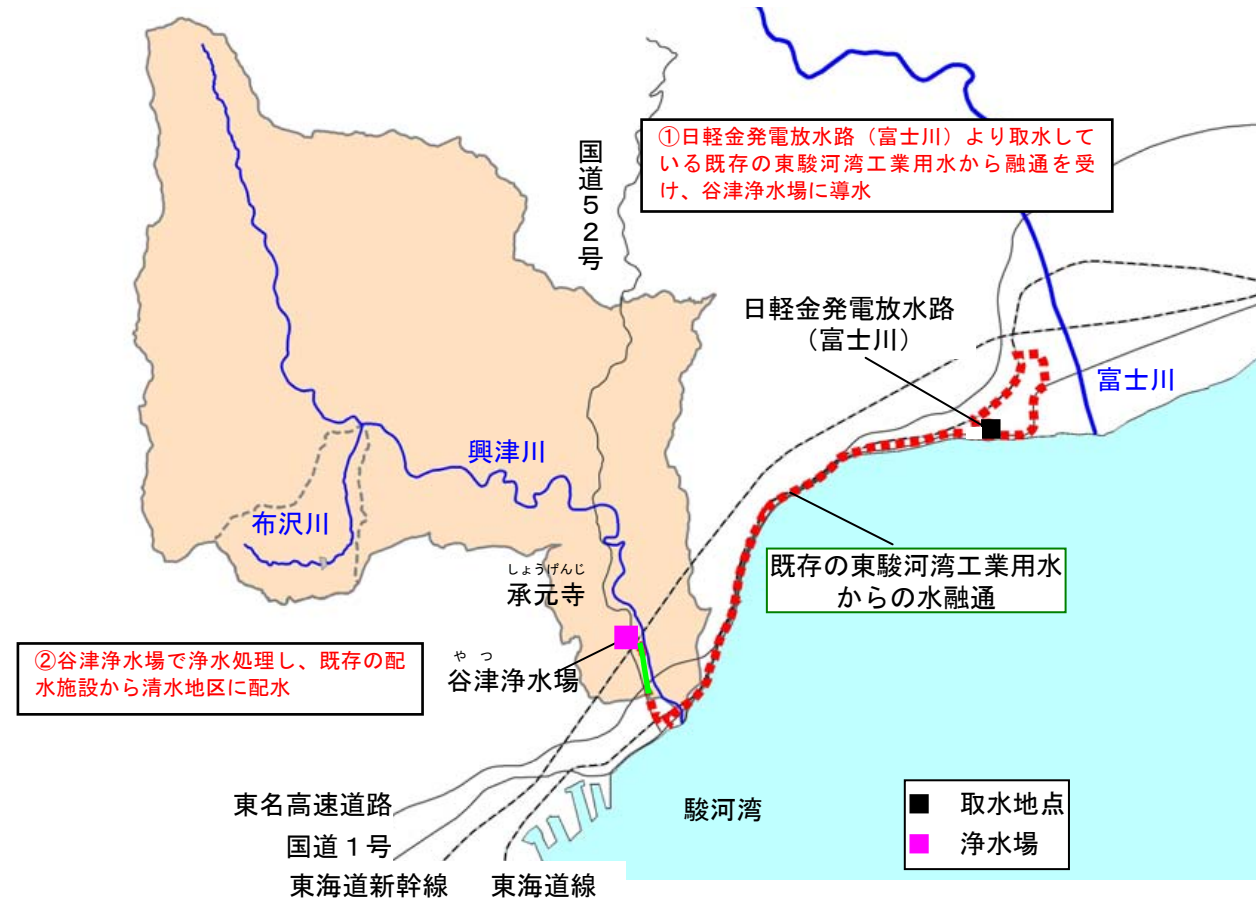 ①日軽金発電放水路（富士川）より取水して
いる既存の東駿河湾工業用水から融通を受
け、谷津浄水場に導水
国道５２号
日軽金発電放水路
（富士川）
富士川
興津川
布沢川
既存の東駿河湾工業用水
からの水融通
しょうげんじ
承元寺
やつ
谷津浄水場
②谷津浄水場で浄水処理し、既存の配
水施設から清水地区に配水
東名高速道路
国道１号
東海道新幹線
東海道線
駿河湾
取水地点
浄水場